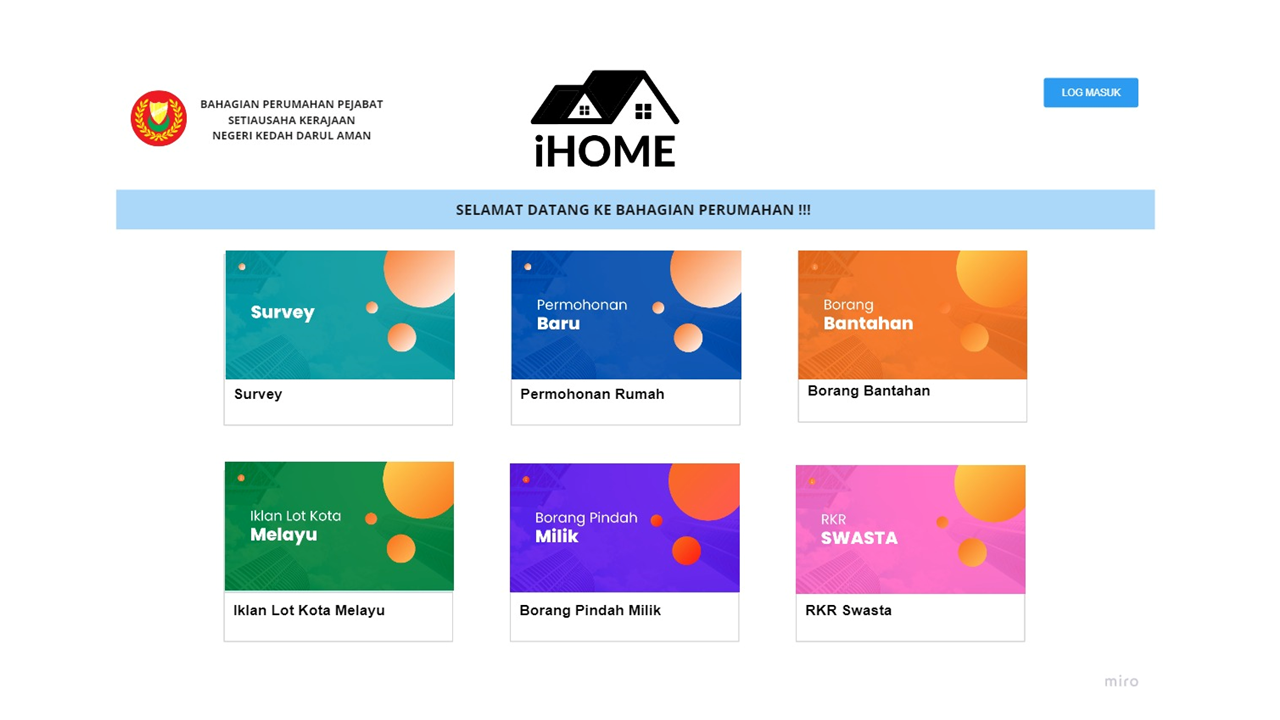 BAHAGIAN PERUMAHAN PEJABAT
SETIAUSAHA KERAJAAN
NEGERI KEDAH DARUL AMAN
iHOME
LOG MASUK
SELAMAT DATANG KE BAHAGIAN PERUMAHAN !!!
Survey
Survey
Permohonan
Baru
Permohonan Rumah
Borang
Bantahan
Borang Bantahan
Iklan Lot Kota
Melayu
Iklan Lot Kota Melayu
Borang Pindah
Milik
Borang Pindah Milik
RKR
SWASTA
RKR Swasta
miro